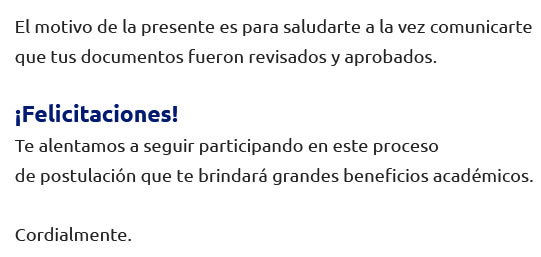 El motivo de la presente es para saludarte a la vez comunicarte
que tus documentos fueron revisados y aprobados.
¡Felicitaciones!
Te alentamos a seguir participando en este proceso
de postulación que te brindará grandes beneficios académicos.
Cordialmente.